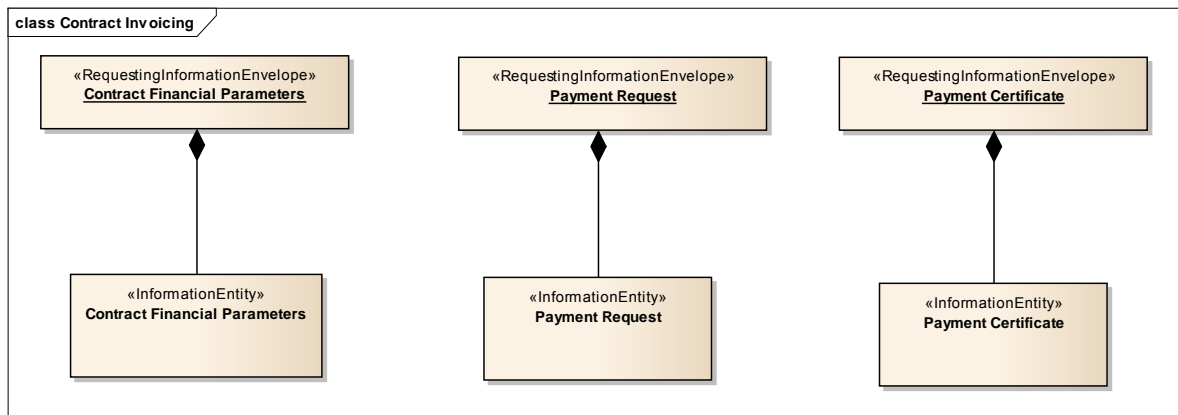 class Contract Invoicing
«RequestingInformationEnvelope»
Contract Financial Parameters
«RequestingInformationEnvelope»
Payment Request
«RequestingInformationEnvelope»
Payment Certificate
«InformationEntity»
Contract Financial Parameters
«InformationEntity»
Payment Request
«InformationEntity»
Payment Certificate